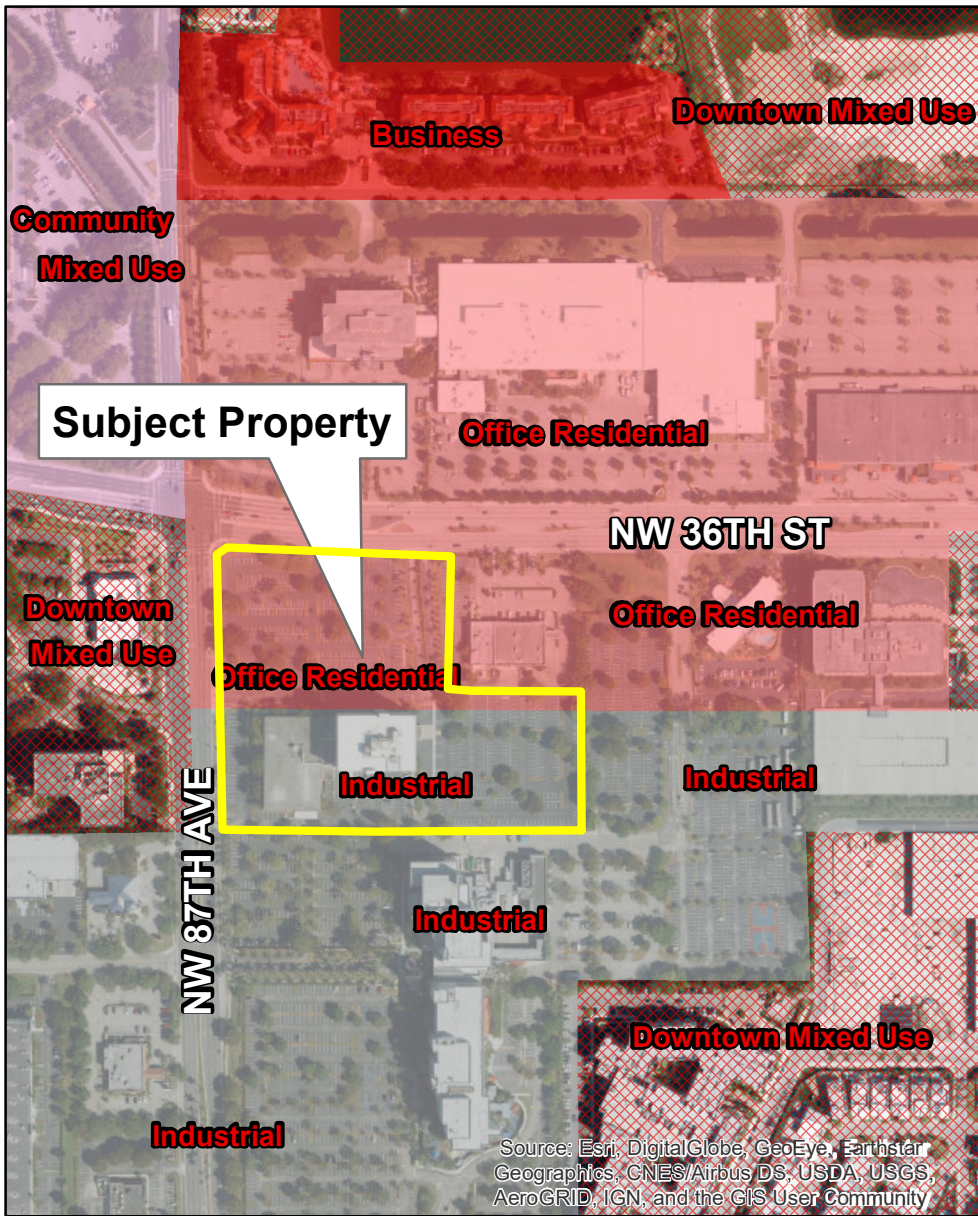 Business
Downtown Mixed Use
Community
Mixed Use
Subject Property
Office Residential
NW 36TH ST
Downtown
Mixed Use
Office Residential
Office Residential
Industrial
Industrial
NW 87TH AVE
Industrial
Downtown Mixed Use
Industrial
Source: Esri, DigitalGlobe, GeoEye, Earthstar
Geographics, CNES/Airbus DS, USDA, USGS,
AeroGRID, IGN, and the GIS User Community